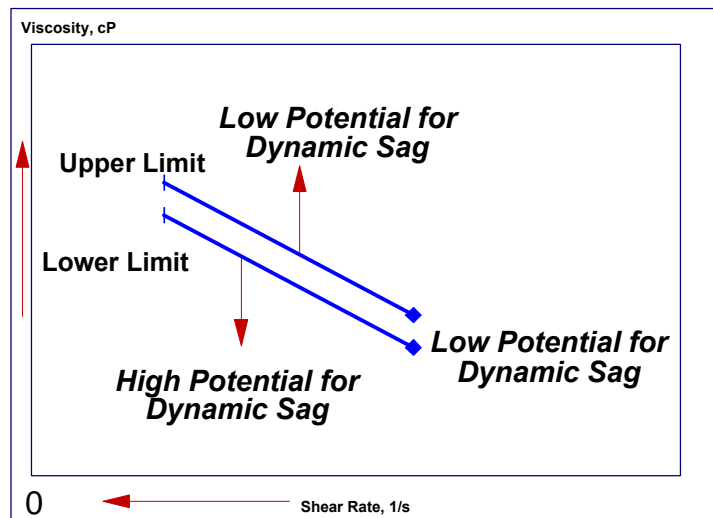 Viscosity, cP
Low Potential for
Dynamic Sag
Upper Limit
Lower Limit
Low Potential for
Dynamic Sag
High Potential for
Dynamic Sag
0
Shear Rate, 1/s